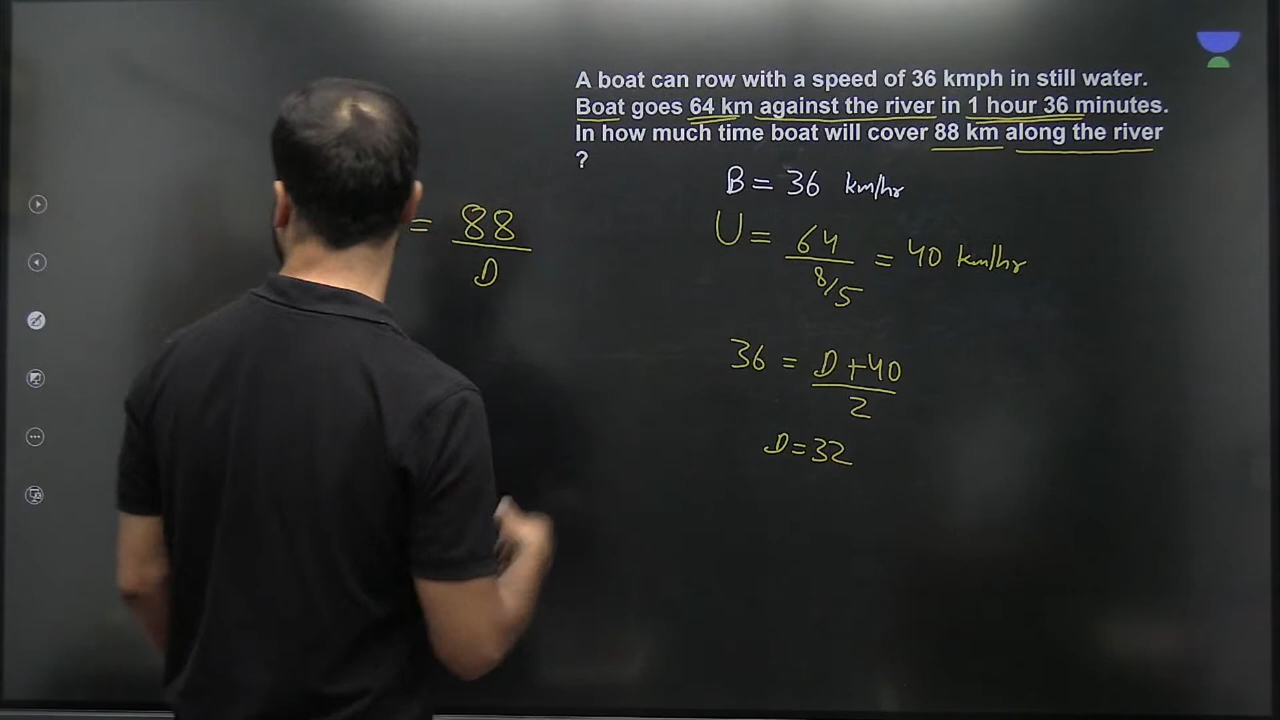 A boat can row with a speed of 36 kmph in still water.
Boat goes 64 km against the river in 1 hour 36 minutes.
In how much time boat will cover 88 km along the river
?
B = 36 km/hr
U = 64 / 8/5 = 40 km/hr
36 = D+40 / 2
D = 32
= 88 / D